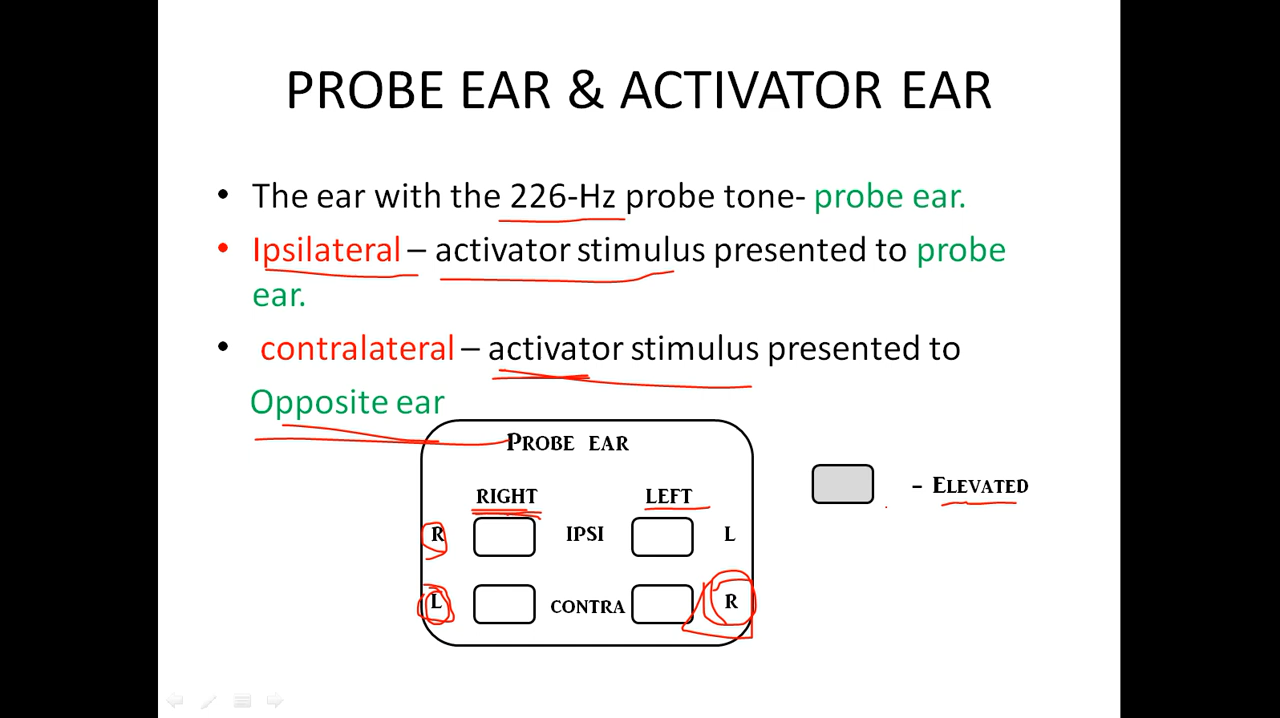 PROBE EAR & ACTIVATOR EAR
• The ear with the 226-Hz probe tone- probe ear.
• Ipsilateral – activator stimulus presented to probe
ear.
• contralateral – activator stimulus presented to
Opposite ear
PROBE EAR
RIGHT LEFT
R IPSI L
L CONTRA R
- ELEVATED